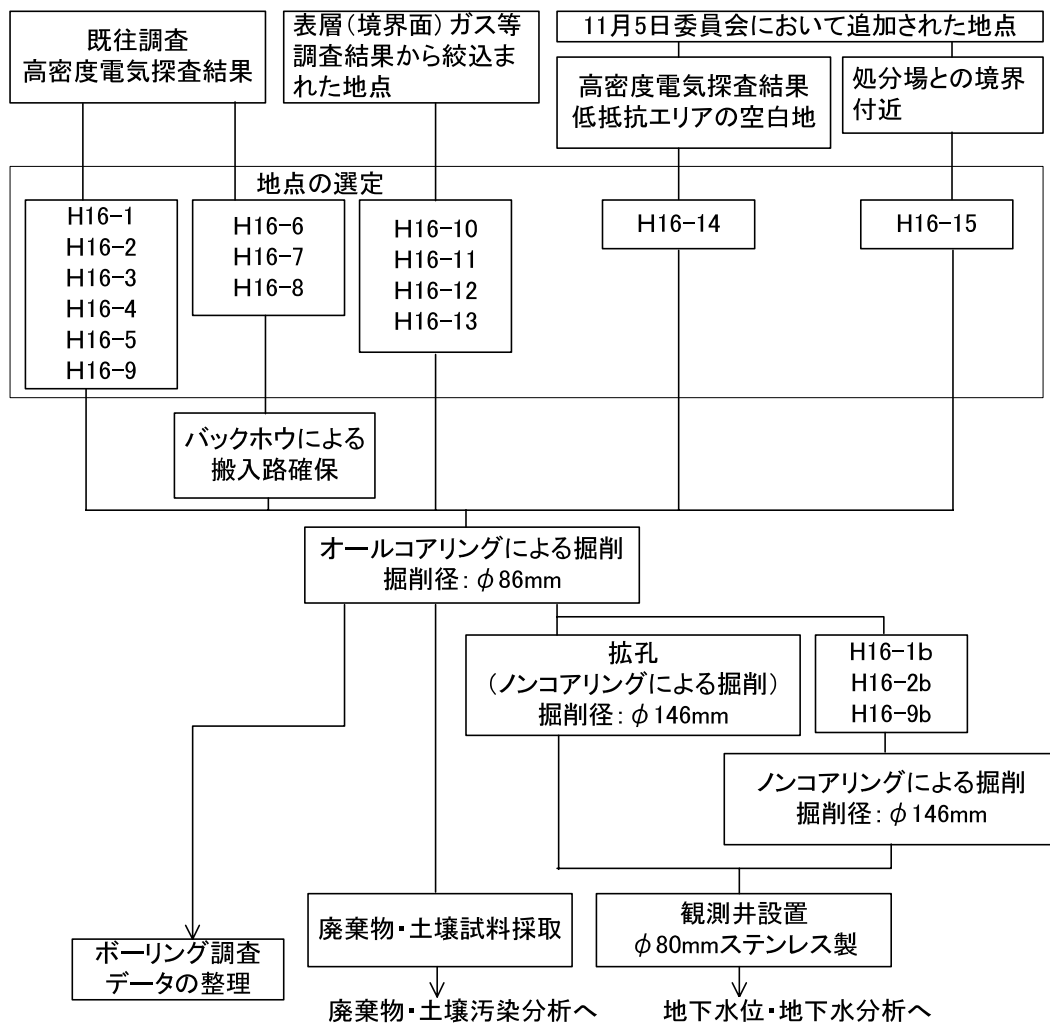 既往調査
高密度電気探査結果
表層（境界面）ガス等
調査結果から絞込ま
れた地点
11月5日委員会において追加された地点
高密度電気探査結果
低抵抗エリアの空白地
処分場との境界
付近
地点の選定
H16-1
H16-2
H16-3
H16-4
H16-5
H16-9
H16-6
H16-7
H16-8
H16-10
H16-11
H16-12
H16-13
H16-14
H16-15
バックホウによる
搬入路確保
オールコアリングによる掘削
掘削径：φ86mm
拡孔
（ノンコアリングによる掘削）
掘削径：φ146mm
H16-1b
H16-2b
H16-9b
ノンコアリングによる掘削
掘削径：φ146mm
ボーリング調査
データの整理
廃棄物・土壌試料採取
観測井設置
φ80mmステンレス製
廃棄物・土壌汚染分析へ
地下水位・地下水分析へ